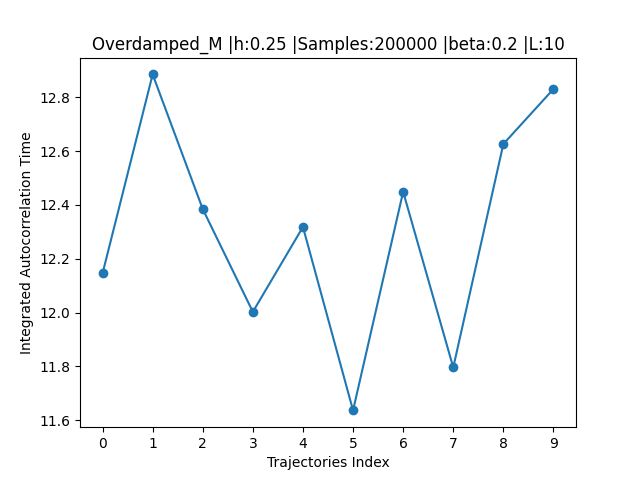 Overdamped_M |h:0.25 |Samples:200000 |beta:0.2 |L:10
Integrated Autocorrelation Time
12.8
12.6
12.4
12.2
12.0
11.8
11.6
0 1 2 3 4 5 6 7 8 9
Trajectories Index